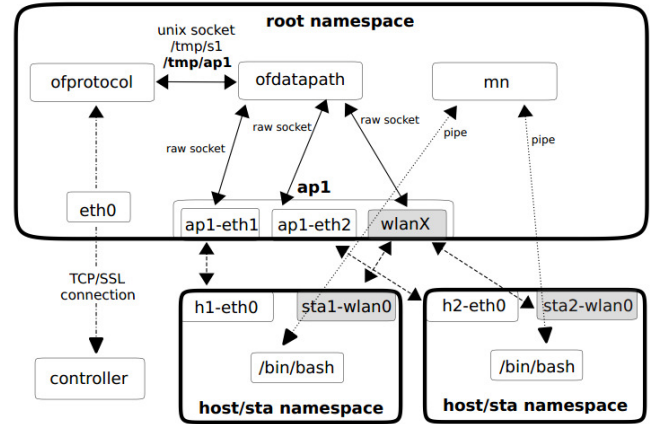 root namespace
unix socket
/tmp/s1
/tmp/ap1
ofprotocol
ofdatapath
mn
raw socket
raw socket
raw socket
pipe
pipe
ap1
eth0
ap1-eth1
ap1-eth2
wlanX
TCP/SSL
connection
h1-eth0
sta1-wlan0
h2-eth0
sta2-wlan0
controller
/bin/bash
/bin/bash
host/sta namespace
host/sta namespace